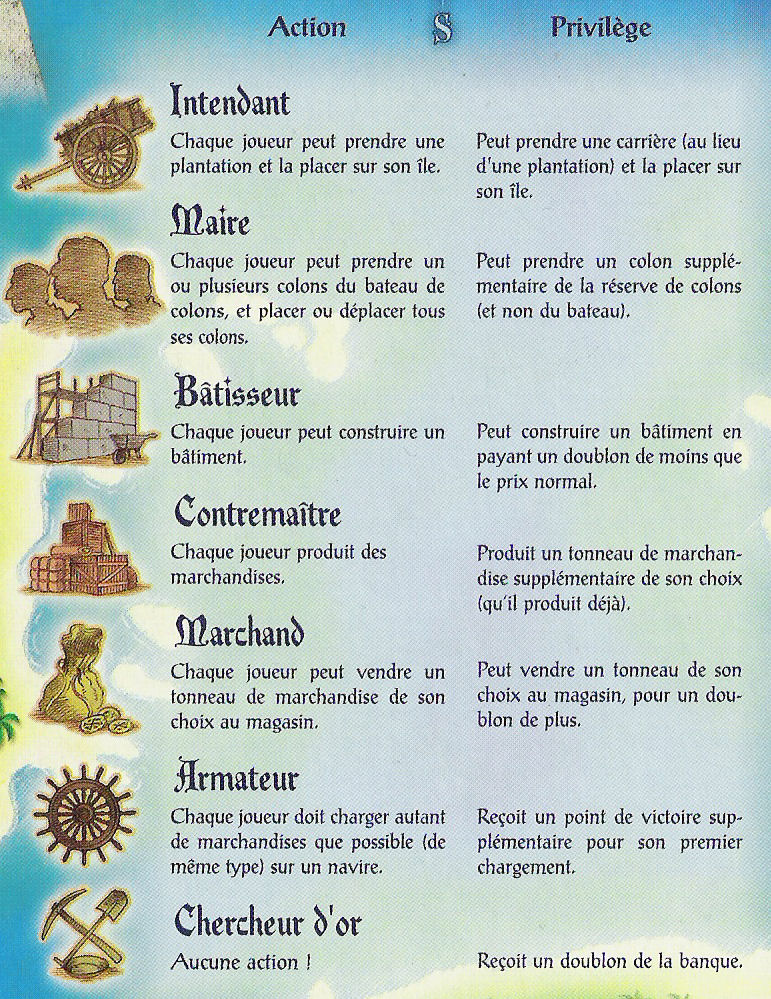 Action S Privilège
Intendant
Chaque joueur peut prendre une
plantation et la placer sur son île.
Peut prendre une carrière (au lieu
d'une plantation) et la placer sur
son île.
Maire
Chaque joueur peut prendre un
ou plusieurs colons du bateau de
colons, et placer ou déplacer tous
ses colons.
Peut prendre un colon supplé-
mentaire de la réserve de colons
(et non du bateau).
Bâtisseur
Chaque joueur peut construire un
bâtiment.
Peut construire un bâtiment en
payant un doublon de moins que
le prix normal.
Contremaître
Chaque joueur produit des
marchandises.
Produit un tonneau de marchan-
dise supplémentaire de son choix
(qu'il produit déjà).
Marchand
Chaque joueur peut vendre un
tonneau de marchandise de son
choix au magasin.
Peut vendre un tonneau de son
choix au magasin, pour un dou-
blon de plus.
Armateur
Chaque joueur doit charger autant
de marchandises que possible (de
même type) sur un navire.
Reçoit un point de victoire sup-
plémentaire pour son premier
chargement.
Chercheur d'or
Aucune action !
Reçoit un doublon de la banque.